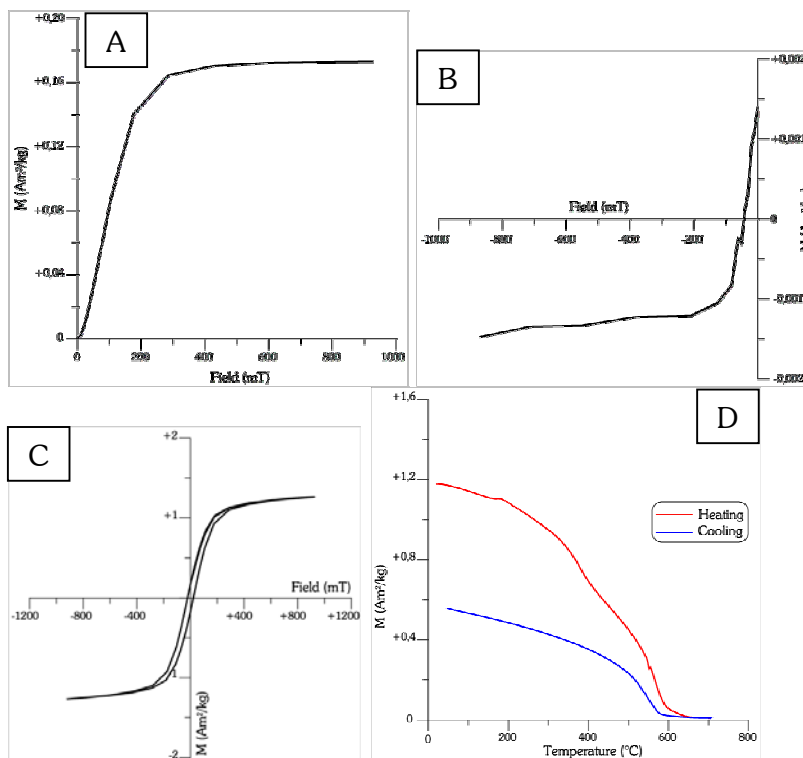 A
+0,20
+0,16
+0,12
+0,08
+0,04
0
M (Am²/kg)
0 200 400 600 800 1000
Field (mT)
B
+0,002
+0,001
0
-0,001
-0,002
Field (mT)
-1000 -600 -200
C
+2
+1
-1
-2
Field (mT)
-1200 -800 -400 +400 +1200
M (Am²/kg)
D
+1,6
+1,2
+0,8
+0,4
0
M (Am²/kg)
Heating
Cooling
0 200 400 600 800
Temperature (°C)